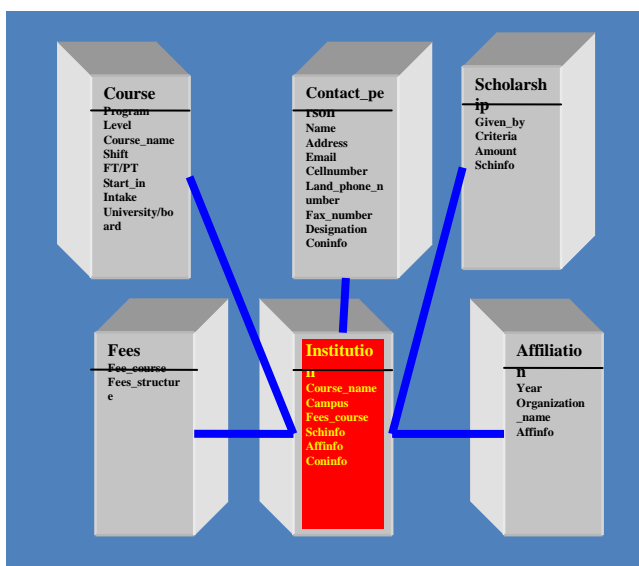 Course
Program
Level
Course_name
Shift
FT/PT
Start_in
Intake
University/bo
ard
Contact_pe
rson
Name
Address
Email
Cellnumber
Land_phone_n
umber
Fax_number
Designation
Coninfo
Scholarsh
ip
Given_by
Criteria
Amount
Schinfo
Fees
Fee_course
Fees_structur
e
Institutio
n
Course_name
Campus
Fees_course
Schinfo
Affinfo
Coninfo
Affiliatio
n
Year
Organization
_name
Affinfo